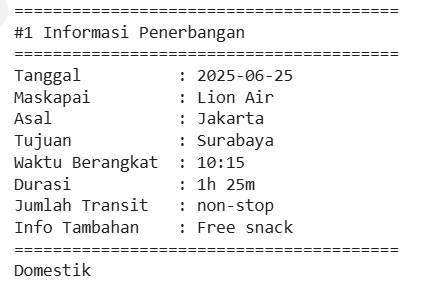 ========================================
#1 Informasi Penerbangan
========================================
Tanggal          : 2025-06-25
Maskapai         : Lion Air
Asal             : Jakarta
Tujuan           : Surabaya
Waktu Berangkat  : 10:15
Durasi           : 1h 25m
Jumlah Transit   : non-stop
Info Tambahan    : Free snack
========================================
Domestik